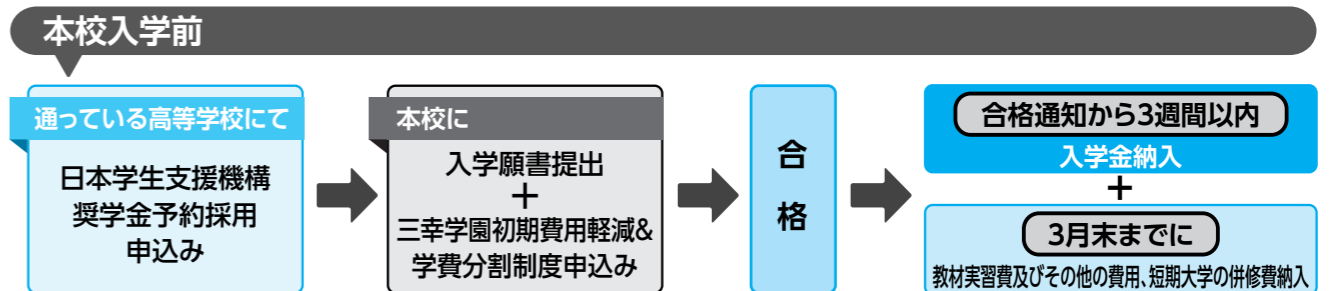 本校入学前
通っている高等学校にて
日本学生支援機構
奨学金予約採用
申込み
本校に
入学願書提出
+
三幸学園初期費用軽減&
学費分割制度申込み
合
格
合格通知から3週間以内
入学金納入
+
3月末までに
教材実習費及びその他の費用、短期大学の併修費納入